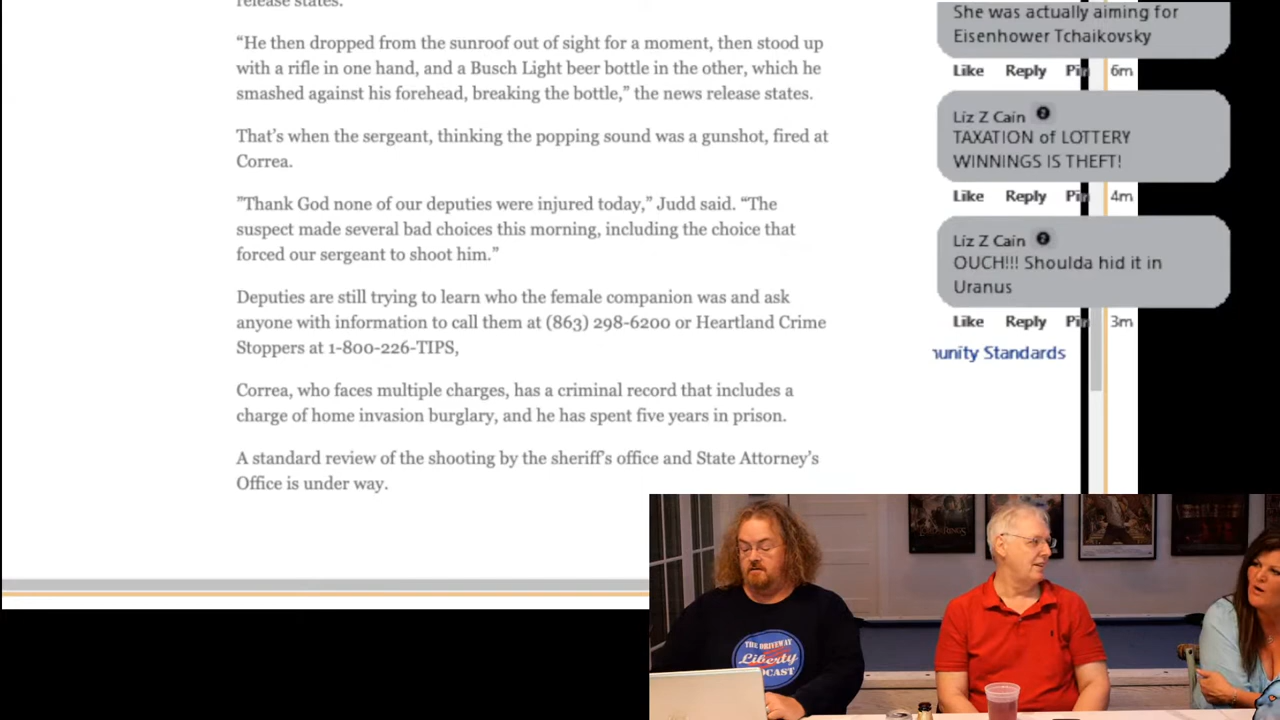 release states.
“He then dropped from the sunroof out of sight for a moment, then stood up
with a rifle in one hand, and a Busch Light beer bottle in the other, which he
smashed against his forehead, breaking the bottle,” the news release states.
That’s when the sergeant, thinking the popping sound was a gunshot, fired at
Correa.
”Thank God none of our deputies were injured today,” Judd said. “The
suspect made several bad choices this morning, including the choice that
forced our sergeant to shoot him.”
Deputies are still trying to learn who the female companion was and ask
anyone with information to call them at (863) 298-6200 or Heartland Crime
Stoppers at 1-800-226-TIPS,
Correa, who faces multiple charges, has a criminal record that includes a
charge of home invasion burglary, and he has spent five years in prison.
A standard review of the shooting by the sheriff’s office and State Attorney’s
Office is under way.
She was actually aiming for
Eisenhower Tchaikovsky
Like Reply Pin 6m
Liz Z Cain
TAXATION of LOTTERY
WINNINGS IS THEFT!
Like Reply Pin 4m
Liz Z Cain
OUCH!!! Shoulda hid it in
Uranus
Like Reply Pin 3m
unity Standards
THE DRIVEWAY
Liberty